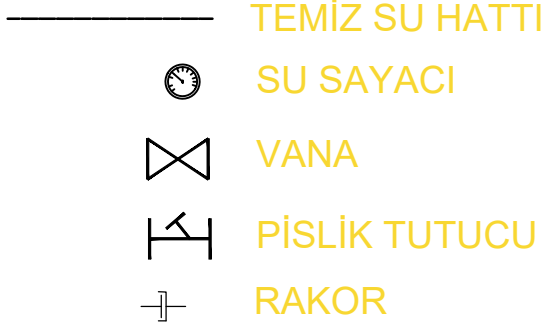 TEMİZ SU HATTI
SU SAYACI
VANA
PİSLİK TUTUCU
RAKOR